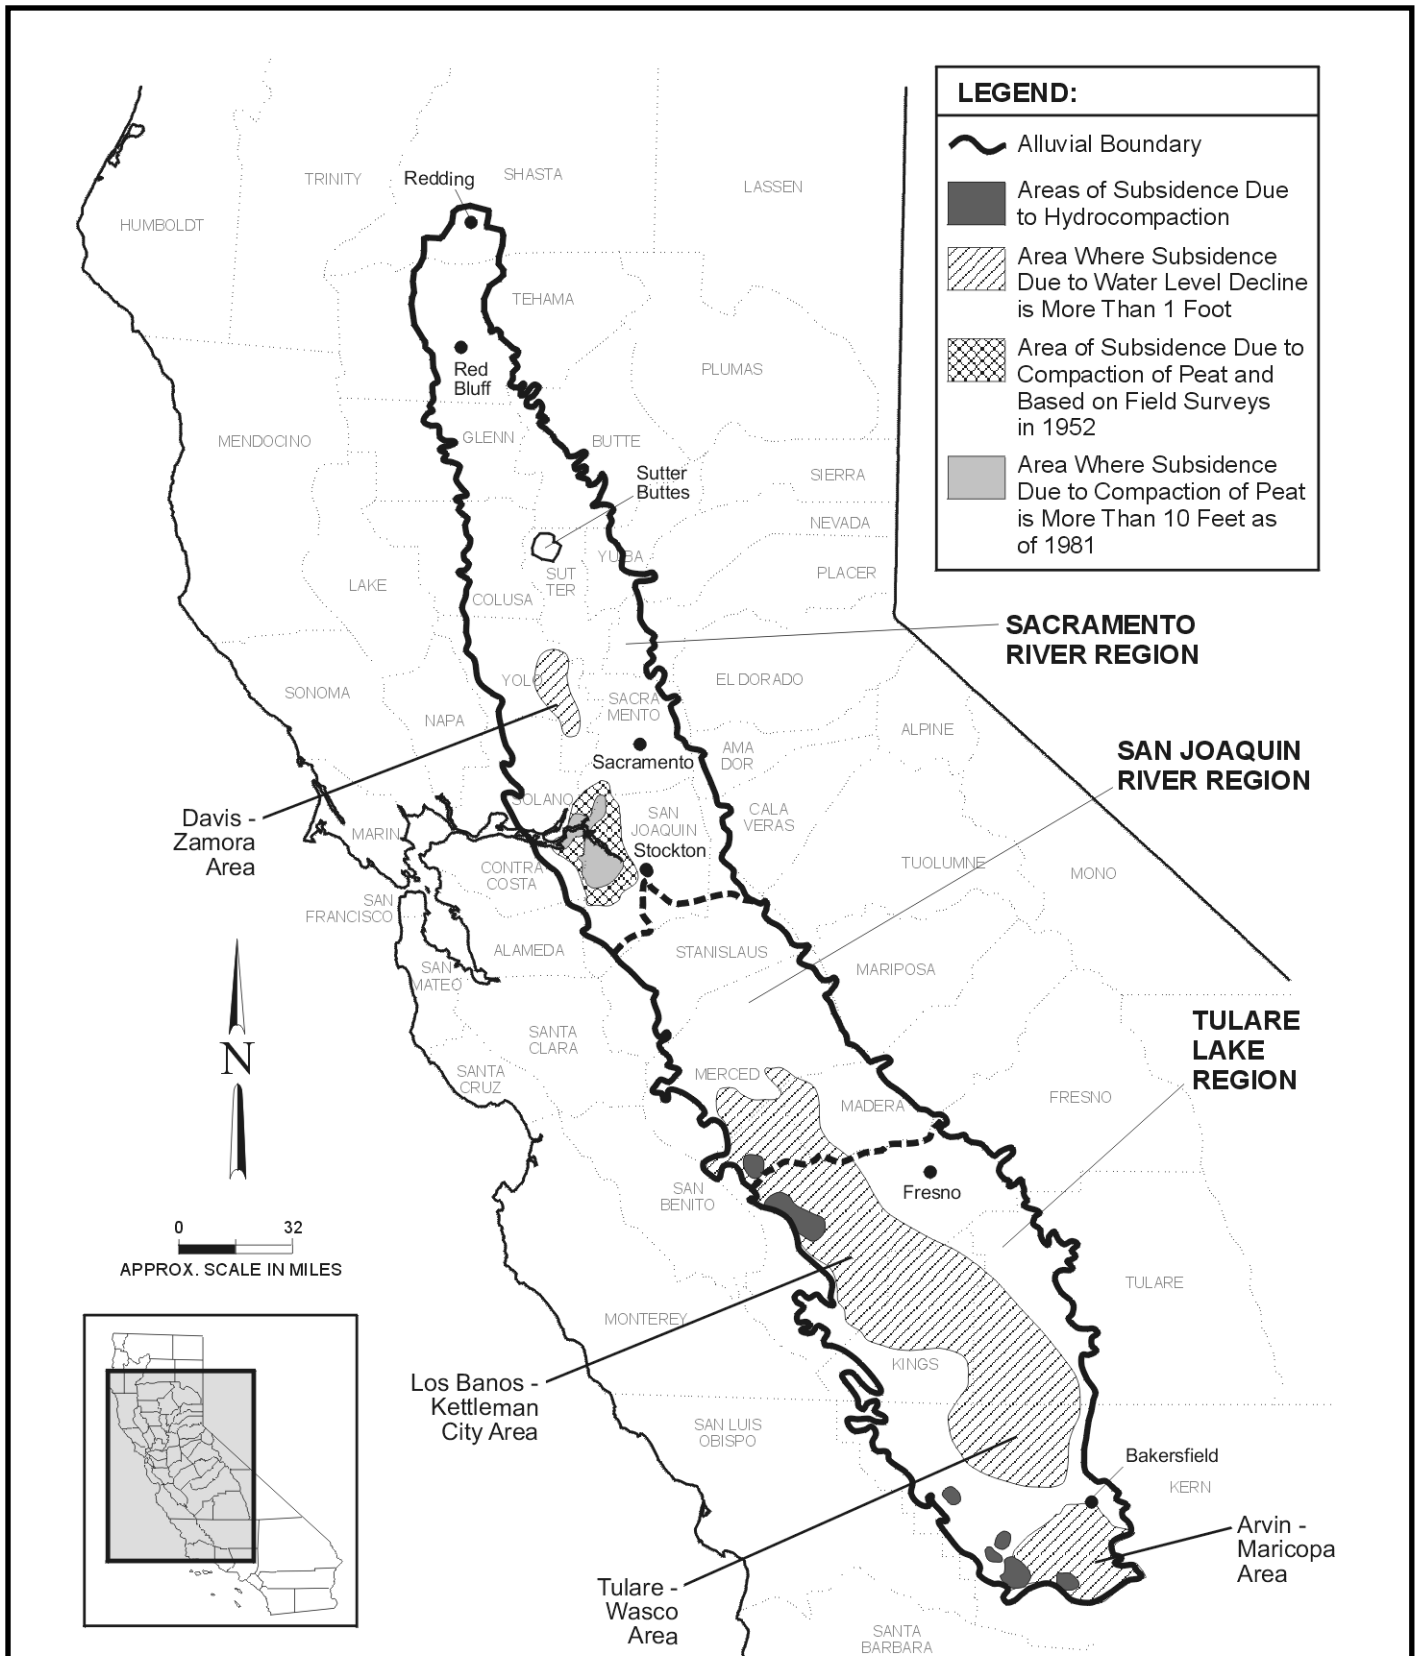 LEGEND:
Alluvial Boundary
Areas of Subsidence Due
to Hydrocompaction
Area Where Subsidence
Due to Water Level Decline
is More Than 1 Foot
Area of Subsidence Due to
Compaction of Peat and
Based on Field Surveys
in 1952
Area Where Subsidence
Due to Compaction of Peat
is More Than 10 Feet as
of 1981
TRINITY
Redding
SHASTA
LASSEN
HUMBOLDT
TEHAMA
Red
Bluff
PLUMAS
MENDOCINO
GLENN
BUTTE
Sutter
Buttes
SIERRA
NEVADA
YUBA
PLACER
LAKE
COLUSA
SUT
TER
SACRAMENTO
RIVER REGION
SONOMA
YOLO
EL DORADO
NAPA
SACRA
MENTO
ALPINE
Sacramento
AMA
DOR
SAN JOAQUIN
RIVER REGION
Davis -
Zamora
Area
SOLANO
SAN
JOAQUIN
CALA
VERAS
MARIN
Stockton
CONTRA
COSTA
TUOLUMNE
MONO
SAN
FRANCISCO
ALAMEDA
STANISLAUS
SAN
MATEO
MARIPOSA
TULARE
LAKE
REGION
SANTA
CLARA
N
SANTA
CRUZ
MERCED
MADERA
FRESNO
SAN
BENITO
Fresno
0 32
APPROX. SCALE IN MILES
TULARE
MONTEREY
KINGS
Los Banos -
Kettleman
City Area
SAN LUIS
OBISPO
Bakersfield
KERN
Arvin -
Maricopa
Area
Tulare -
Wasco
Area
SANTA
BARBARA